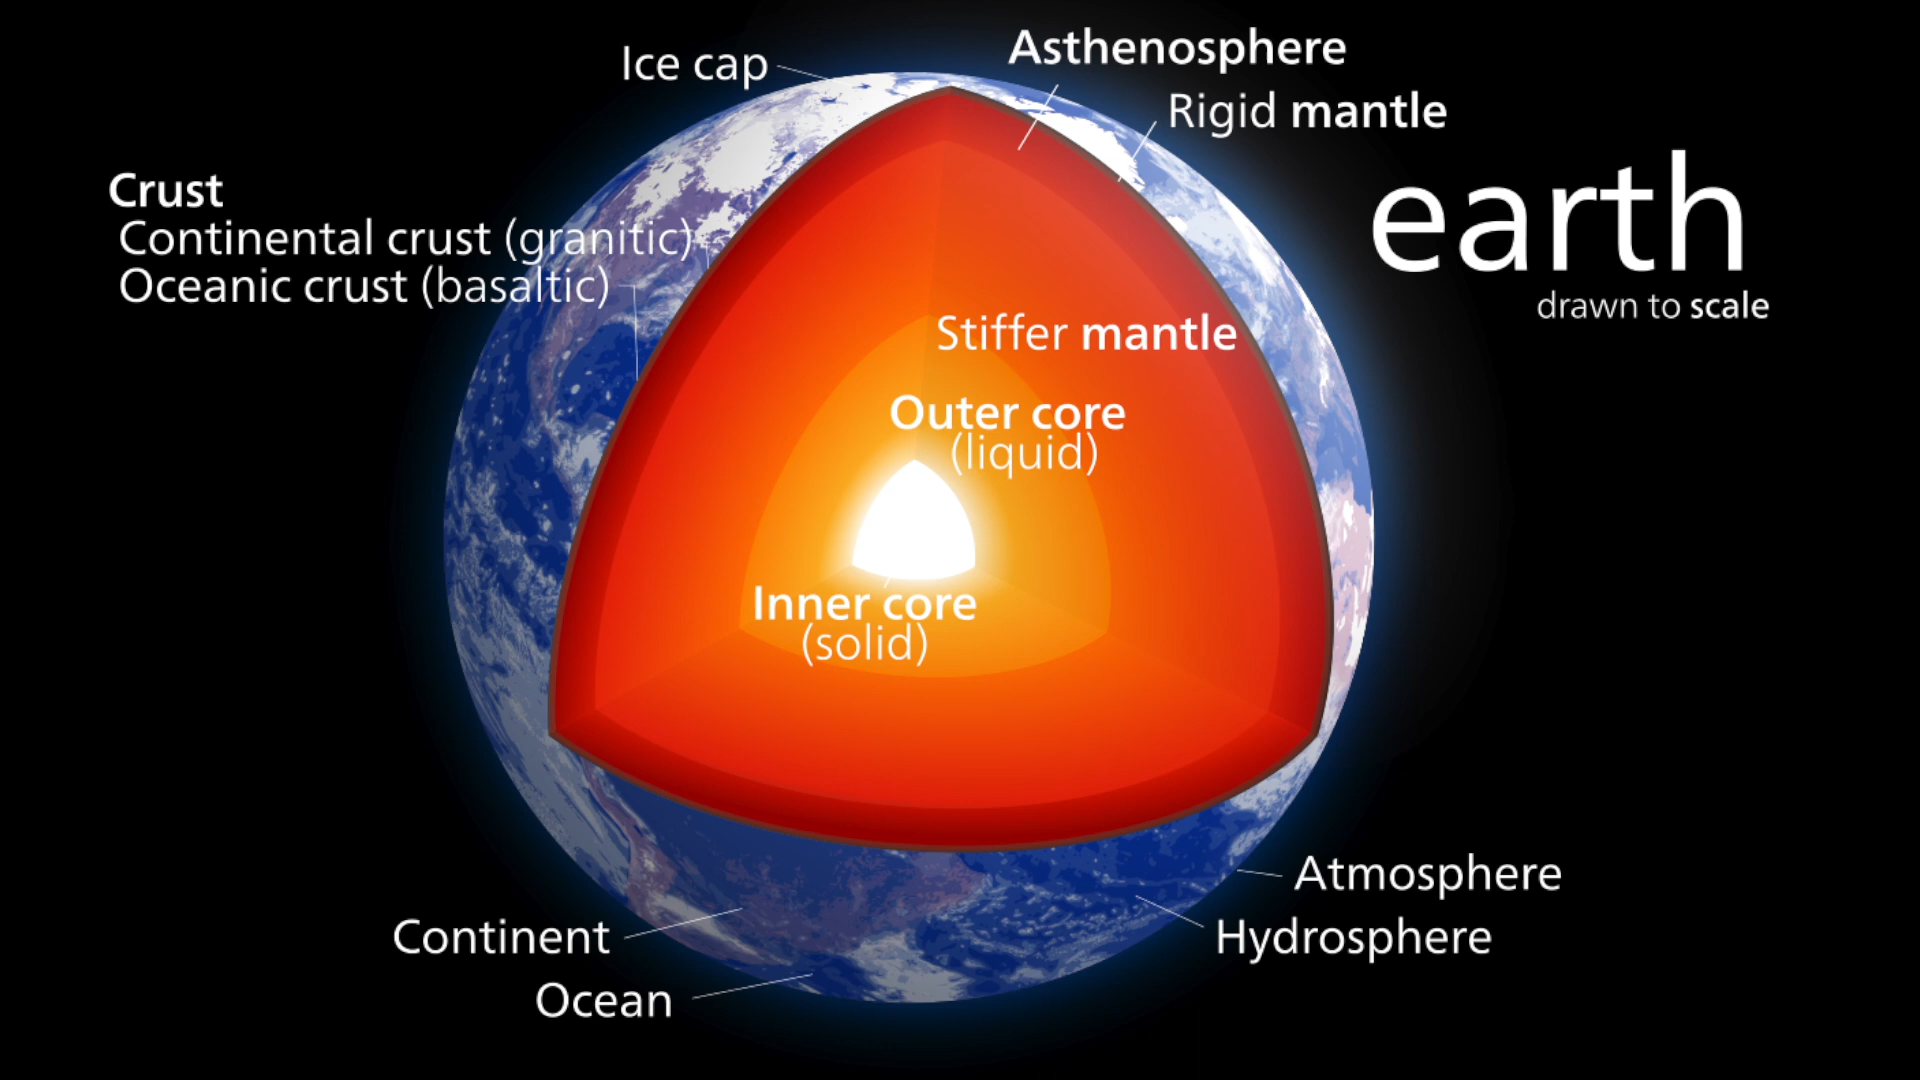 Ice cap
Asthenosphere
Rigid mantle
earth
drawn to scale
Crust
Continental crust (granitic)
Oceanic crust (basaltic)
Stiffer mantle
Outer core
(liquid)
Inner core
(solid)
Atmosphere
Hydrosphere
Continent
Ocean